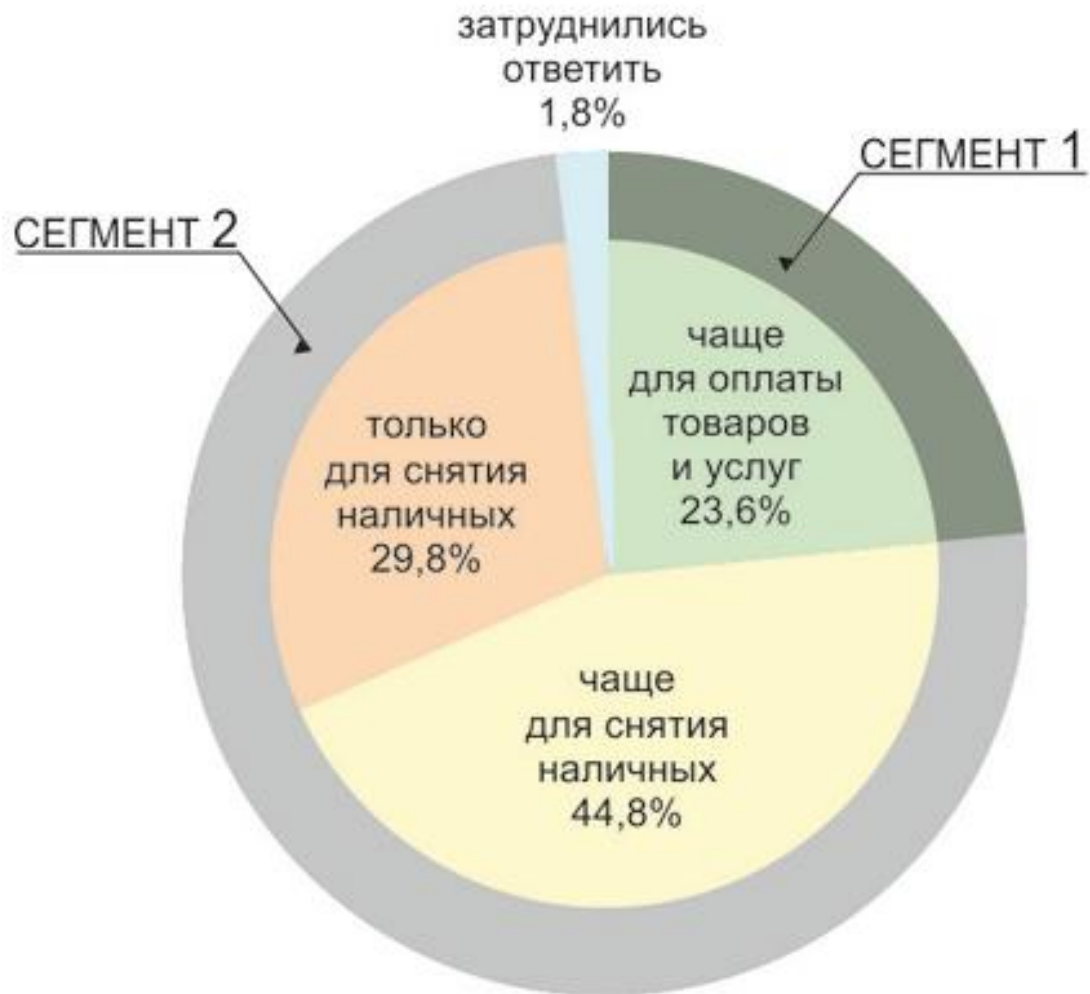 затруднились
ответить
1,8%
СЕГМЕНТ 1
СЕГМЕНТ 2
чаще
для оплаты
товаров
и услуг
23,6%
только
для снятия
наличных
29,8%
чаще
для снятия
наличных
44,8%